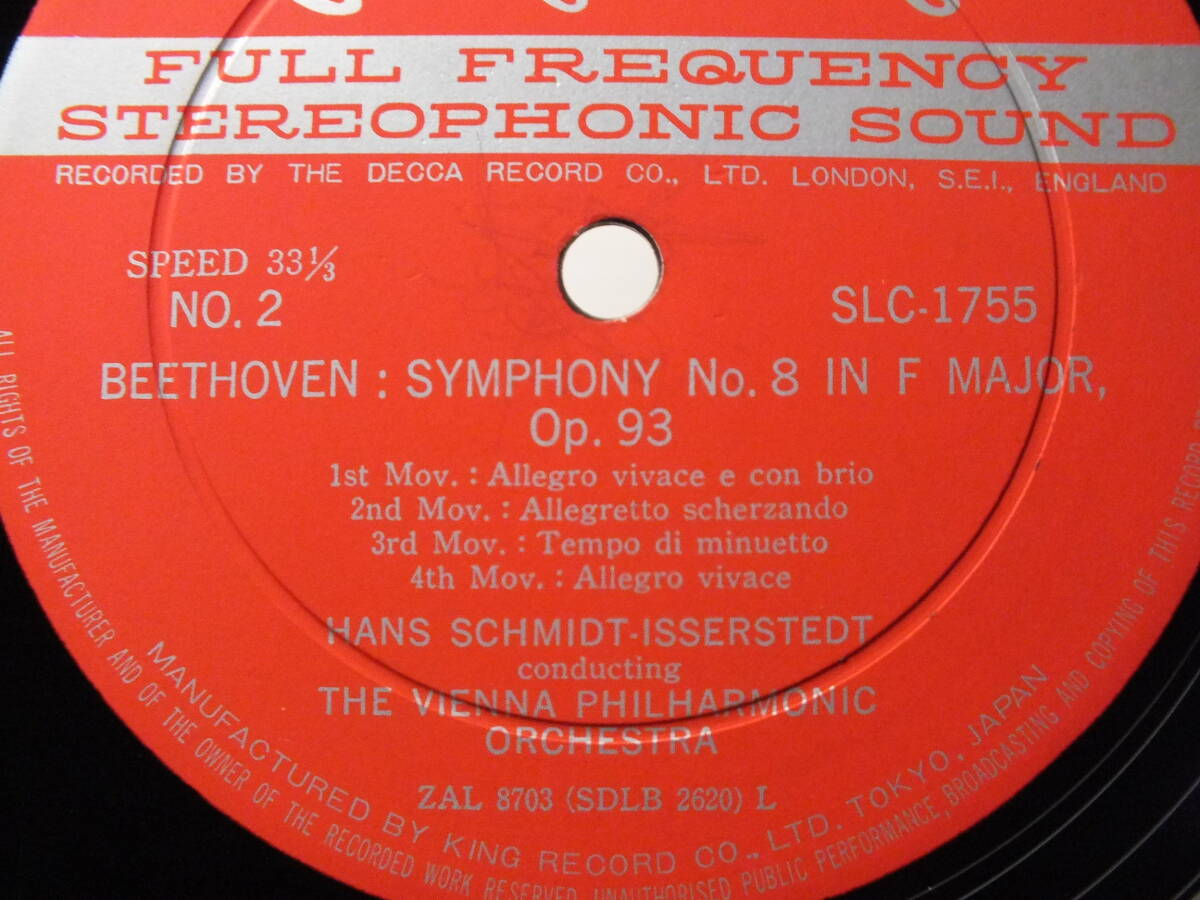 FULL FREQUENCY
STEREOPHONIC SOUND
RECORDED BY THE DECCA RECORD CO., LTD. LONDON, S.E.I., ENGLAND
SPEED 33⅓
NO. 2
SLC-1755
BEETHOVEN : SYMPHONY No. 8 IN F MAJOR,
Op. 93
1st Mov. : Allegro vivace e con brio
2nd Mov. : Allegretto scherzando
3rd Mov. : Tempo di minuetto
4th Mov. : Allegro vivace
HANS SCHMIDT-ISSERSTEDT
conducting
THE VIENNA PHILHARMONIC
ORCHESTRA
ZAL 8703 (SDLB 2620) L
MANUFACTURED BY KING RECORD CO., LTD. TOKYO, JAPAN
ALL RIGHTS OF THE MANUFACTURER AND OF THE OWNER OF THE RECORDED WORK RESERVED UNAUTHORISED PUBLIC PERFORMANCE, BROADCASTING AND COPYING OF THIS RECORD